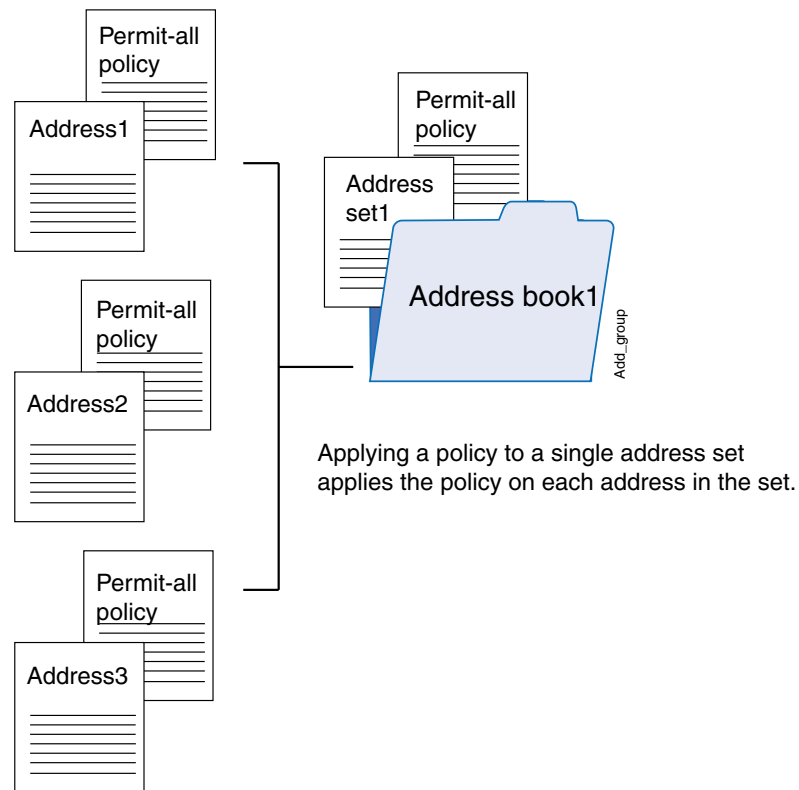 Permit-all
policy
Address1
Permit-all
policy
Address2
Permit-all
policy
Address3
Permit-all
policy
Address
set1
Address book1
Add_group
Applying a policy to a single address set
applies the policy on each address in the set.